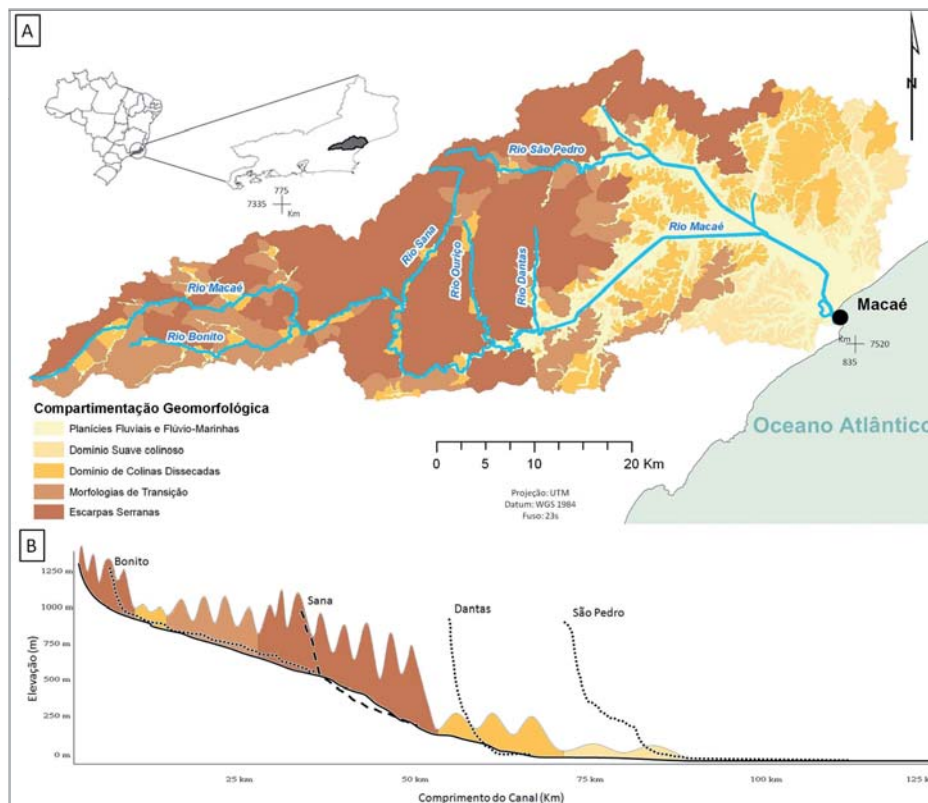 A
N
775
7335
Km
Rio São Pedro
Rio Sana
Rio Ouriço
Rio Dantas
Rio Macaé
Rio Macaé
Rio Bonito
Macaé
Km
7520
835
Oceano Atlântico
Compartimentação Geomorfológica
Planícies Fluviais e Flúvio-Marinhas
Domínio Suave colinoso
Domínio de Colinas Dissecadas
Morfologias de Transição
Escarpas Serranas
0 5 10 20 Km
Projeção: UTM
Datum: WGS 1984
Fuso: 23s
B
Bonito
Sana
Dantas
São Pedro
Elevação (m)
1250 m
1000 m
750 m
500 m
250 m
0 m
25 km
50 km
75 km
100 km
125 km
Comprimento do Canal (Km)